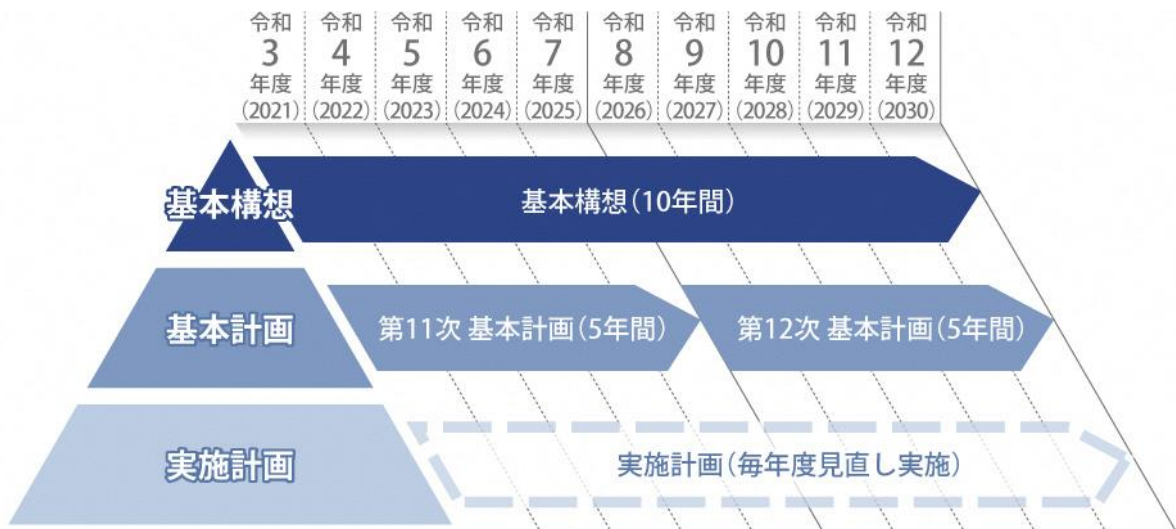 令和 令和 令和 令和 令和 令和 令和 令和 令和 令和
3 4 5 6 7 8 9 10 11 12
年度 年度 年度 年度 年度 年度 年度 年度 年度 年度
(2021) (2022) (2023) (2024) (2025) (2026) (2027) (2028) (2029) (2030)
基本構想 基本構想(10年間)
基本計画 第11次 基本計画(5年間) 第12次 基本計画(5年間)
実施計画 実施計画(毎年度見直し実施)